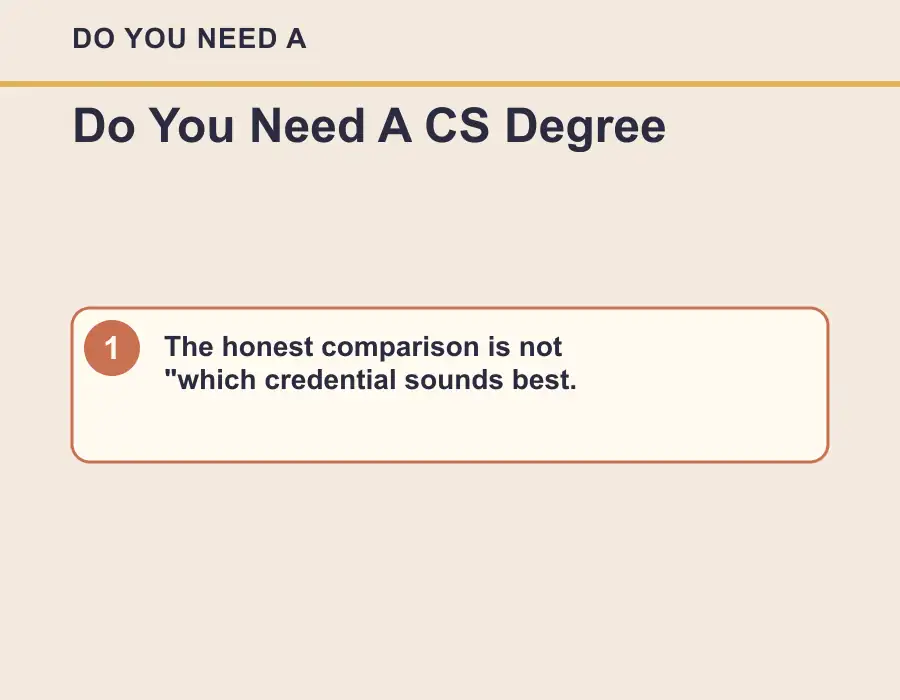 DO YOU NEED A
Do You Need A CS Degree
1
The honest comparison is not
"which credential sounds best.